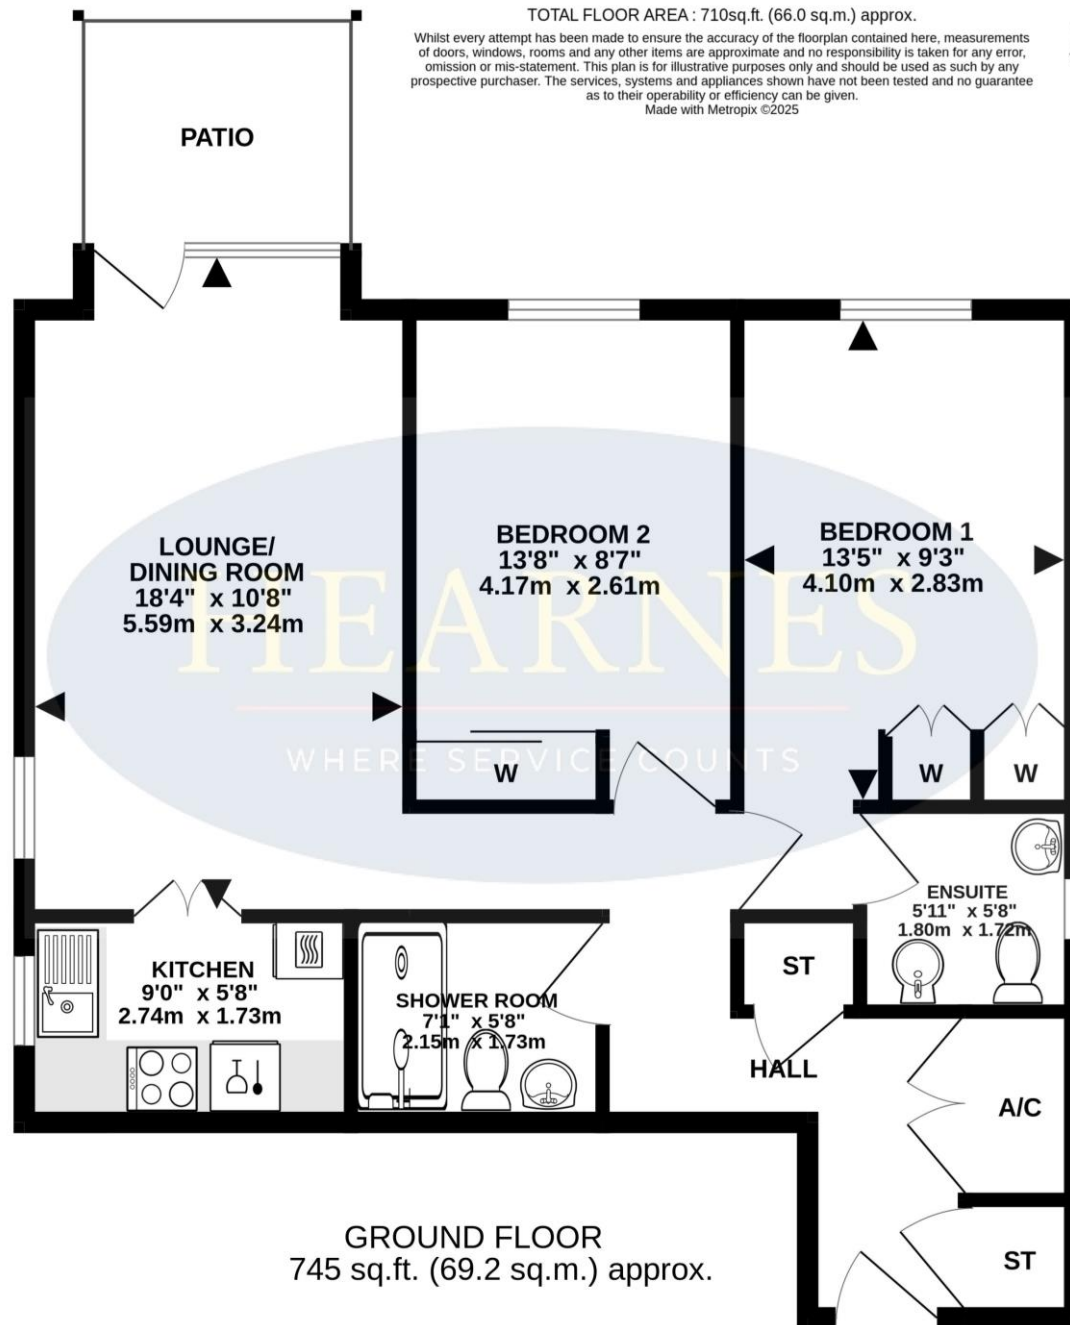 TOTAL FLOOR AREA : 710sq.ft. (66.0 sq.m.) approx.
Whilst every attempt has been made to ensure the accuracy of the floorplan contained here, measurements
of doors, windows, rooms and any other items are approximate and no responsibility is taken for any error,
omission or mis-statement. This plan is for illustrative purposes only and should be used as such by any
prospective purchaser. The services, systems and appliances shown have not been tested and no guarantee
as to their operability or efficiency can be given.
Made with Metropix ©2025
PATIO
LOUNGE/
DINING ROOM
18'4" x 10'8"
5.59m x 3.24m
BEDROOM 2
13'8" x 8'7"
4.17m x 2.61m
BEDROOM 1
13'5" x 9'3"
4.10m x 2.83m
HEARNES
WHERE SERVICE COUNTS
W
W
W
ENSUITE
5'11" x 5'8"
1.80m x 1.72m
KITCHEN
9'0" x 5'8"
2.74m x 1.73m
SHOWER ROOM
7'1" x 5'8"
2.15m x 1.73m
ST
HALL
A/C
ST
GROUND FLOOR
745 sq.ft. (69.2 sq.m.) approx.